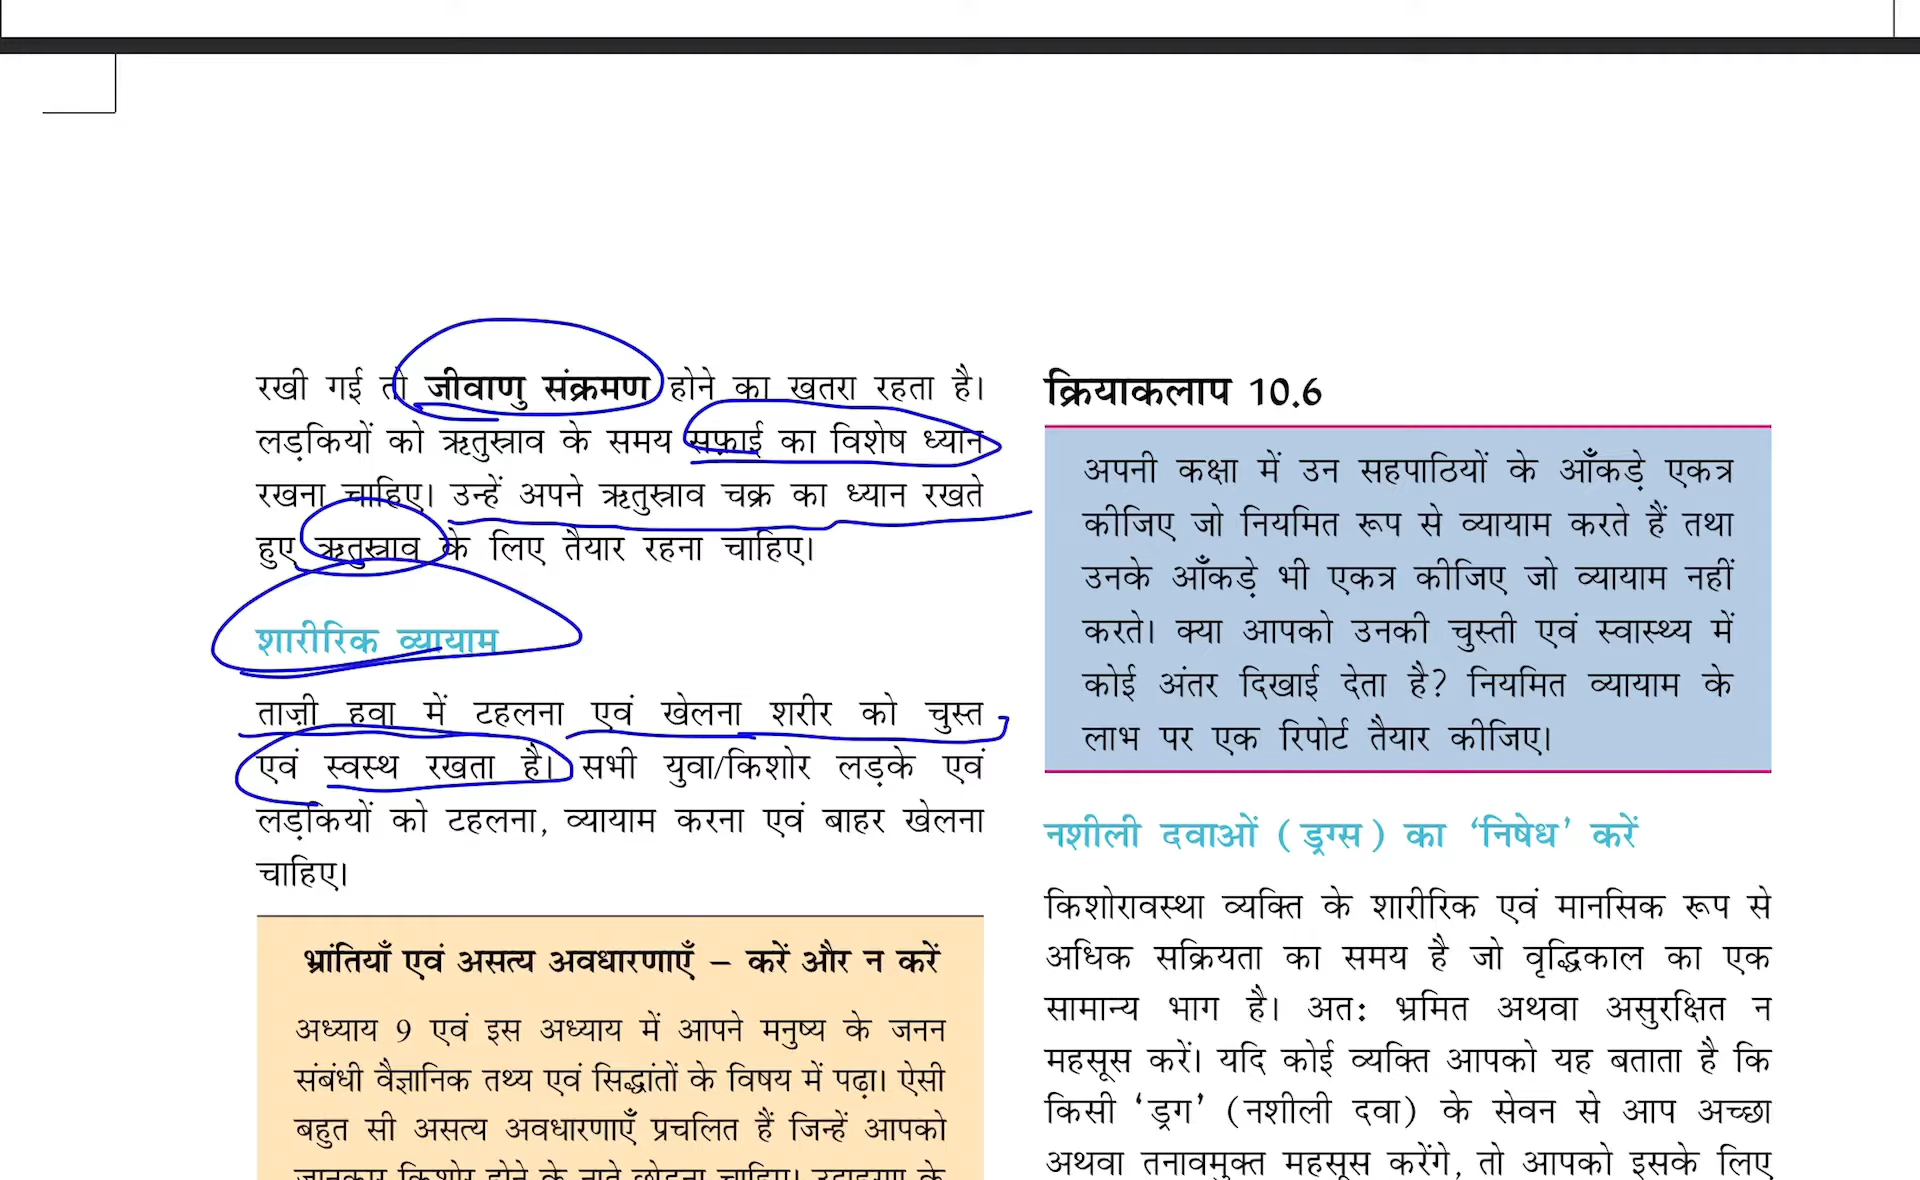 रखी गई तो जीवाणु संक्रमण होने का खतरा रहता है।
लड़कियों को ऋतुस्राव के समय सफ़ाई का विशेष ध्यान
रखना चाहिए। उन्हें अपने ऋतुस्राव चक्र का ध्यान रखते
हुए ऋतुस्राव के लिए तैयार रहना चाहिए।
शारीरिक व्यायाम
ताज़ी हवा में टहलना एवं खेलना शरीर को चुस्त
एवं स्वस्थ रखता है। सभी युवा/किशोर लड़के एवं
लड़कियों को टहलना, व्यायाम करना एवं बाहर खेलना
चाहिए।
भ्रांतियाँ एवं असत्य अवधारणाएँ – करें और न करें
अध्याय 9 एवं इस अध्याय में आपने मनुष्य के जनन
संबंधी वैज्ञानिक तथ्य एवं सिद्धांतों के विषय में पढ़ा। ऐसी
बहुत सी असत्य अवधारणाएँ प्रचलित हैं जिन्हें आपको
जानकार किशोर होने के नाते छोड़ना चाहिए। उदाहरण के
क्रियाकलाप 10.6
अपनी कक्षा में उन सहपाठियों के आँकड़े एकत्र
कीजिए जो नियमित रूप से व्यायाम करते हैं तथा
उनके आँकड़े भी एकत्र कीजिए जो व्यायाम नहीं
करते। क्या आपको उनकी चुस्ती एवं स्वास्थ्य में
कोई अंतर दिखाई देता है? नियमित व्यायाम के
लाभ पर एक रिपोर्ट तैयार कीजिए।
नशीली दवाओं (ड्रग्स) का ‘निषेध’ करें
किशोरावस्था व्यक्ति के शारीरिक एवं मानसिक रूप से
अधिक सक्रियता का समय है जो वृद्धिकाल का एक
सामान्य भाग है। अत: भ्रमित अथवा असुरक्षित न
महसूस करें। यदि कोई व्यक्ति आपको यह बताता है कि
किसी ‘ड्रग’ (नशीली दवा) के सेवन से आप अच्छा
अथवा तनावमुक्त महसूस करेंगे, तो आपको इसके लिए